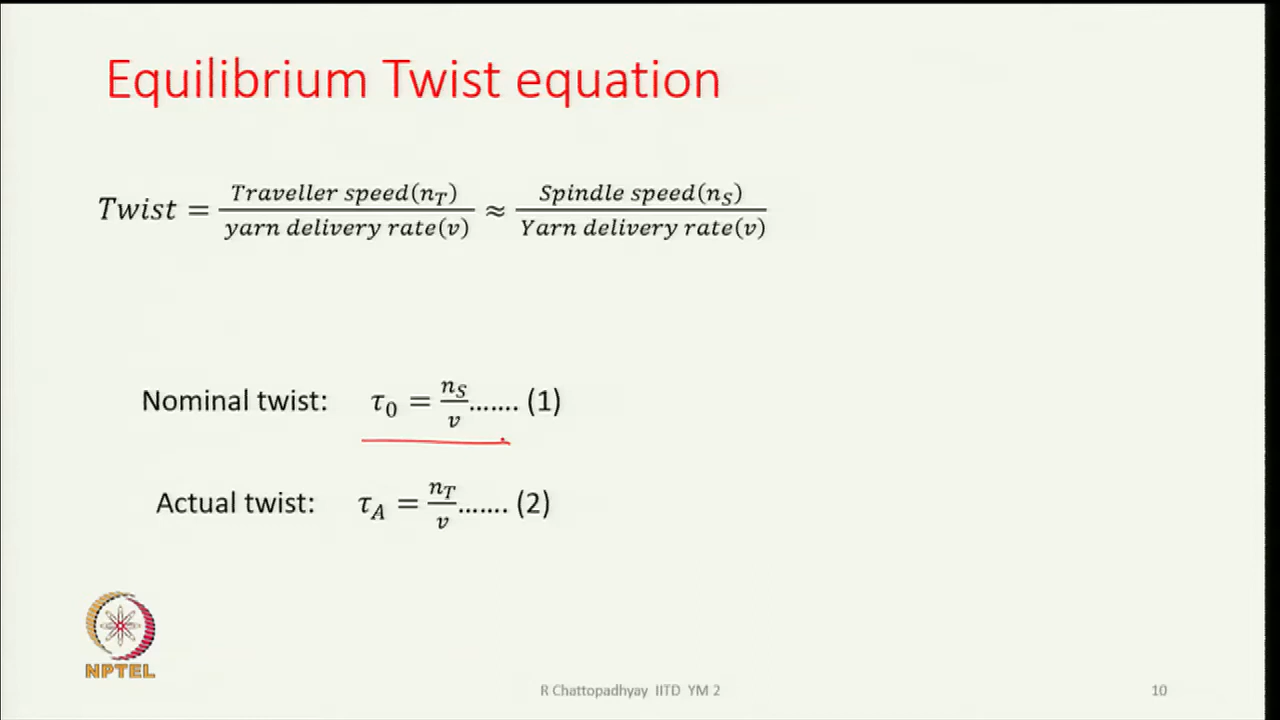 Equilibrium Twist equation
Twist = Traveller speed(n_T) / yarn delivery rate(v) ≈ Spindle speed(n_S) / Yarn delivery rate(v)
Nominal twist: τ_0 = n_S / v ....... (1)
Actual twist: τ_A = n_T / v ....... (2)
NPTEL
R Chattopadhyay IITD YM 2
10